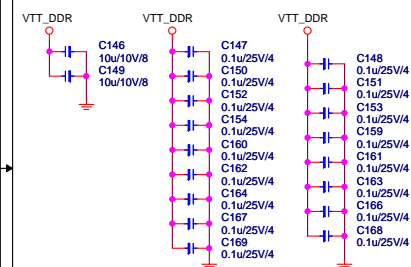 VTT_DDR
C146
10u/10V/8
C149
10u/10V/8
VTT_DDR
C147
0.1u/25V/4
C150
0.1u/25V/4
C152
0.1u/25V/4
C154
0.1u/25V/4
C160
0.1u/25V/4
C162
0.1u/25V/4
C164
0.1u/25V/4
C167
0.1u/25V/4
C169
0.1u/25V/4
VTT_DDR
C148
0.1u/25V/4
C151
0.1u/25V/4
C153
0.1u/25V/4
C159
0.1u/25V/4
C161
0.1u/25V/4
C163
0.1u/25V/4
C166
0.1u/25V/4
C168
0.1u/25V/4